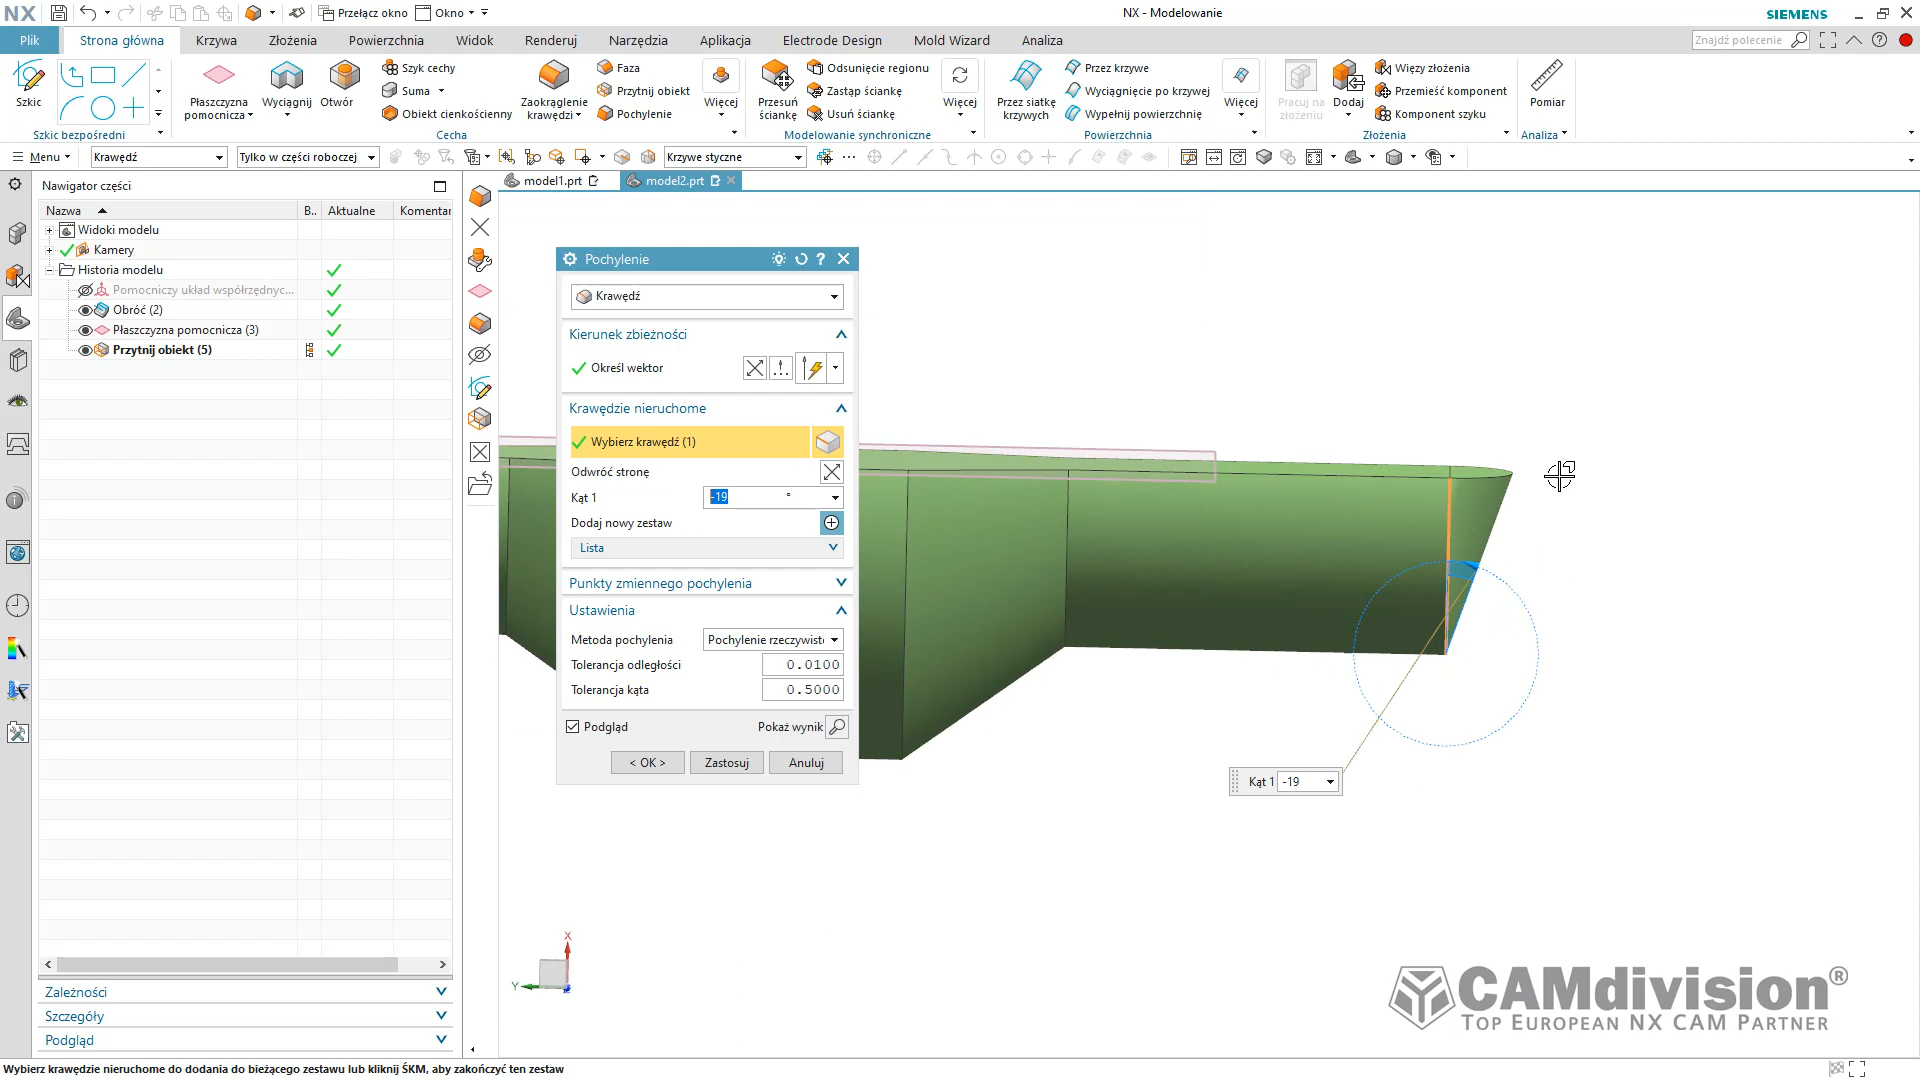 NX
Przełącz okno
Okno
NX - Modelowanie
SIEMENS
Plik
Strona główna
Krzywa
Złożenia
Powierzchnia
Widok
Renderuj
Narzędzia
Aplikacja
Electrode Design
Mold Wizard
Analiza
Znajdź polecenie
Szkic
Szkic bezpośredni
Płaszczyzna
pomocnicza
Wyciągnij
Otwór
Szyk cechy
Suma
Obiekt cienkościenny
Zaokrąglenie
krawędzi
Faza
Przytnij obiekt
Pochylenie
Więcej
Cecha
Przesuń
ściankę
Odsunięcie regionu
Zastąp ściankę
Usuń ściankę
Więcej
Modelowanie synchroniczne
Przez siatkę
krzywych
Przez krzywe
Wyciągnięcie po krzywej
Wypełnij powierzchnię
Więcej
Powierzchnia
Pracuj na
złożeniu
Dodaj
Więzy złożenia
Przemieść komponent
Komponent szyku
Złożenia
Pomiar
Analiza
Menu
Krawędź
Tylko w części roboczej
Krzywe styczne
Nawigator części
Nazwa
B..
Aktualne
Komentar
Widoki modelu
Kamery
Historia modelu
Pomocniczy układ współrzędnyc...
Obróć (2)
Płaszczyzna pomocnicza (3)
Przytnij obiekt (5)
Zależności
Szczegóły
Podgląd
model1.prt
model2.prt
Pochylenie
Krawędź
Kierunek zbieżności
Określ wektor
Krawędzie nieruchome
Wybierz krawędź (1)
Odwróć stronę
Kąt 1
-19
°
Dodaj nowy zestaw
Lista
Punkty zmiennego pochylenia
Ustawienia
Metoda pochylenia
Pochylenie rzeczywist
Tolerancja odległości
0.0100
Tolerancja kąta
0.5000
Podgląd
Pokaż wynik
< OK >
Zastosuj
Anuluj
Kąt 1
-19
X
Y
CAMdivision®
TOP EUROPEAN NX CAM PARTNER
Wybierz krawędzie nieruchome do dodania do bieżącego zestawu lub kliknij ŚKM, aby zakończyć ten zestaw